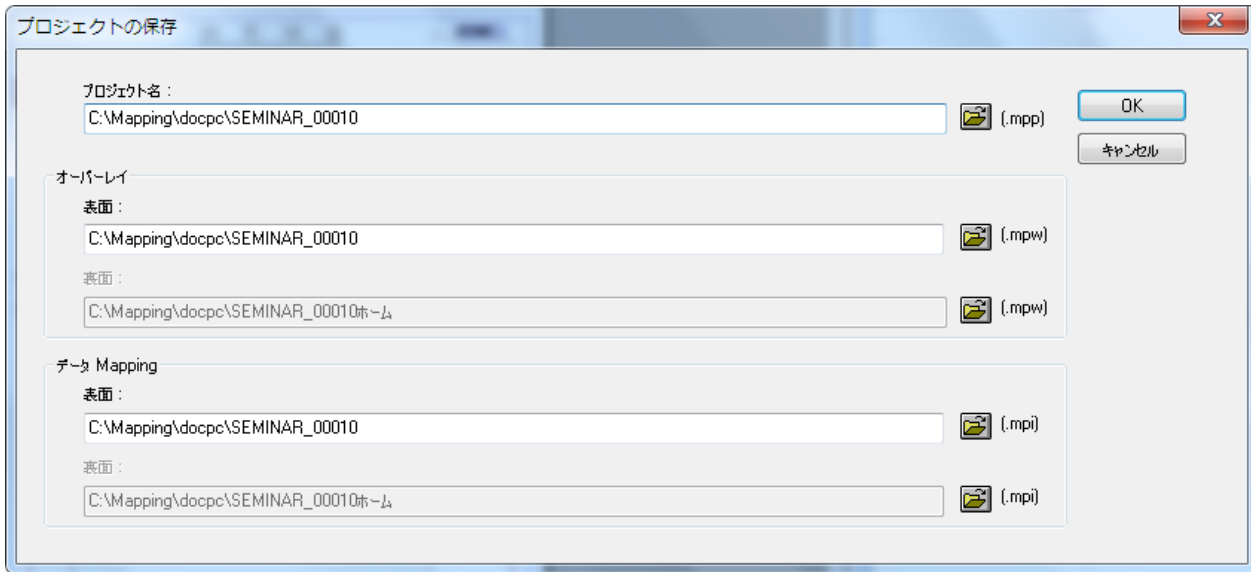 プロジェクトの保存
プロジェクト名：
C:\Mapping\docpc\SEMINAR_00010
(.mpp)
OK
キャンセル
オーバーレイ
表面：
C:\Mapping\docpc\SEMINAR_00010
(.mpw)
裏面：
C:\Mapping\docpc\SEMINAR_00010ホーム
(.mpw)
データ Mapping
表面：
C:\Mapping\docpc\SEMINAR_00010
(.mpi)
裏面：
C:\Mapping\docpc\SEMINAR_00010ホーム
(.mpi)